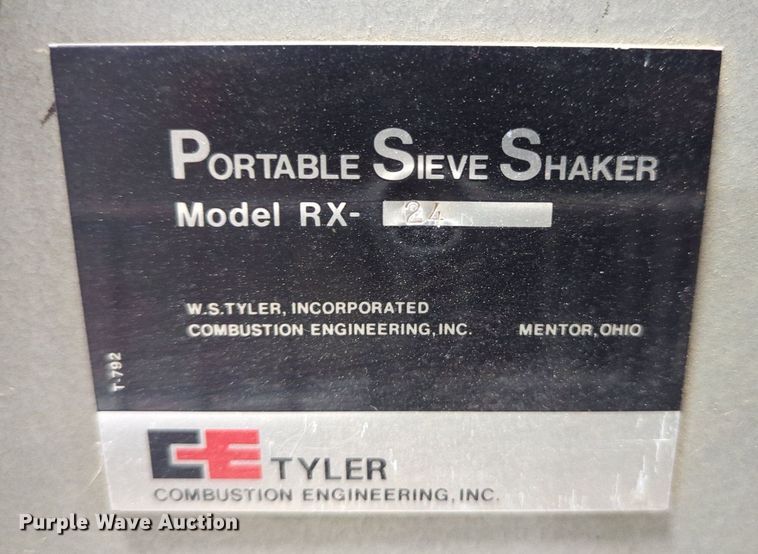 PORTABLE SIEVE SHAKER
Model RX- 24
W.S.TYLER, INCORPORATED
COMBUSTION ENGINEERING, INC. MENTOR, OHIO
T-792
CE TYLER
COMBUSTION ENGINEERING, INC.
Purple Wave Auction